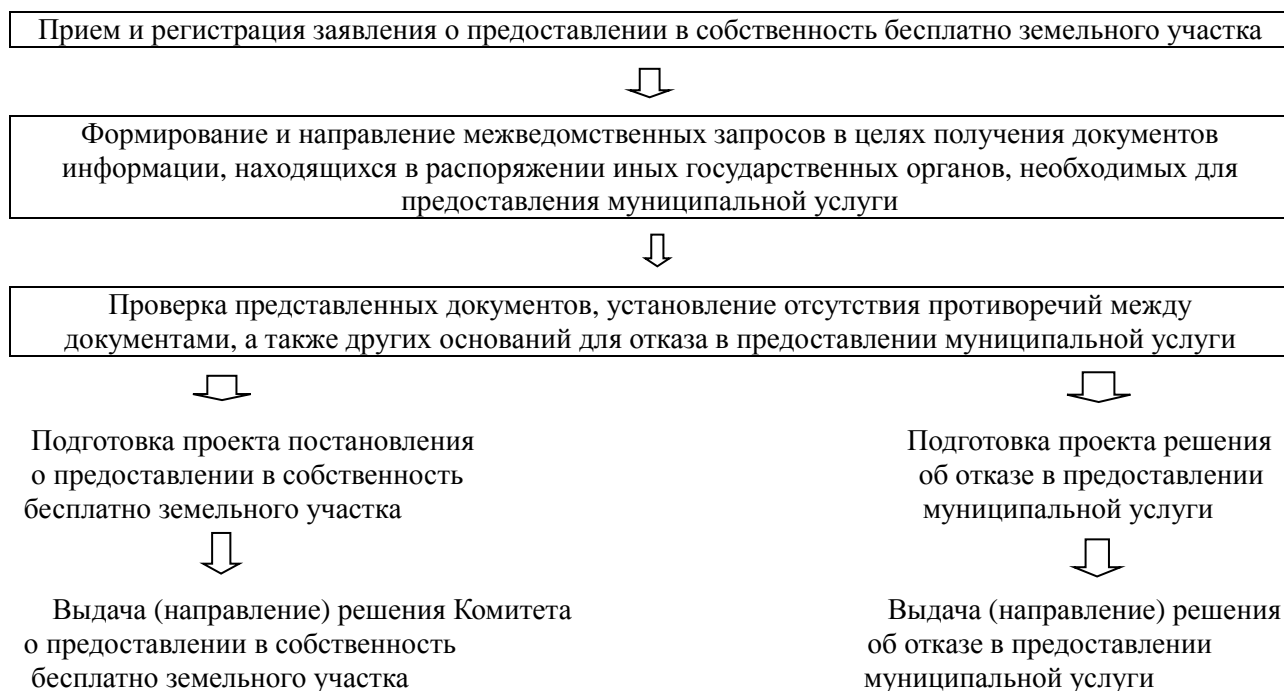 Прием и регистрация заявления о предоставлении в собственность бесплатно земельного участка
Формирование и направление межведомственных запросов в целях получения документов
информации, находящихся в распоряжении иных государственных органов, необходимых для
предоставления муниципальной услуги
Проверка представленных документов, установление отсутствия противоречий между
документами, а также других оснований для отказа в предоставлении муниципальной услуги
Подготовка проекта постановления
о предоставлении в собственность
бесплатно земельного участка
Подготовка проекта решения
об отказе в предоставлении
муниципальной услуги
Выдача (направление) решения Комитета
о предоставлении в собственность
бесплатно земельного участка
Выдача (направление) решения
об отказе в предоставлении
муниципальной услуги